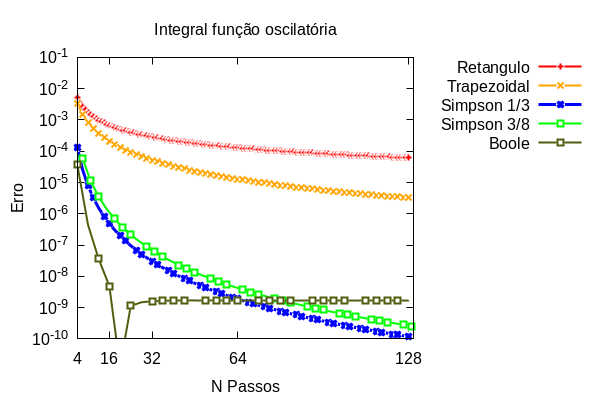 Integral função oscilatória
Retangulo
Trapezoidal
Simpson 1/3
Simpson 3/8
Boole
Erro
10^-1
10^-2
10^-3
10^-4
10^-5
10^-6
10^-7
10^-8
10^-9
10^-10
4 16 32 64 128
N Passos